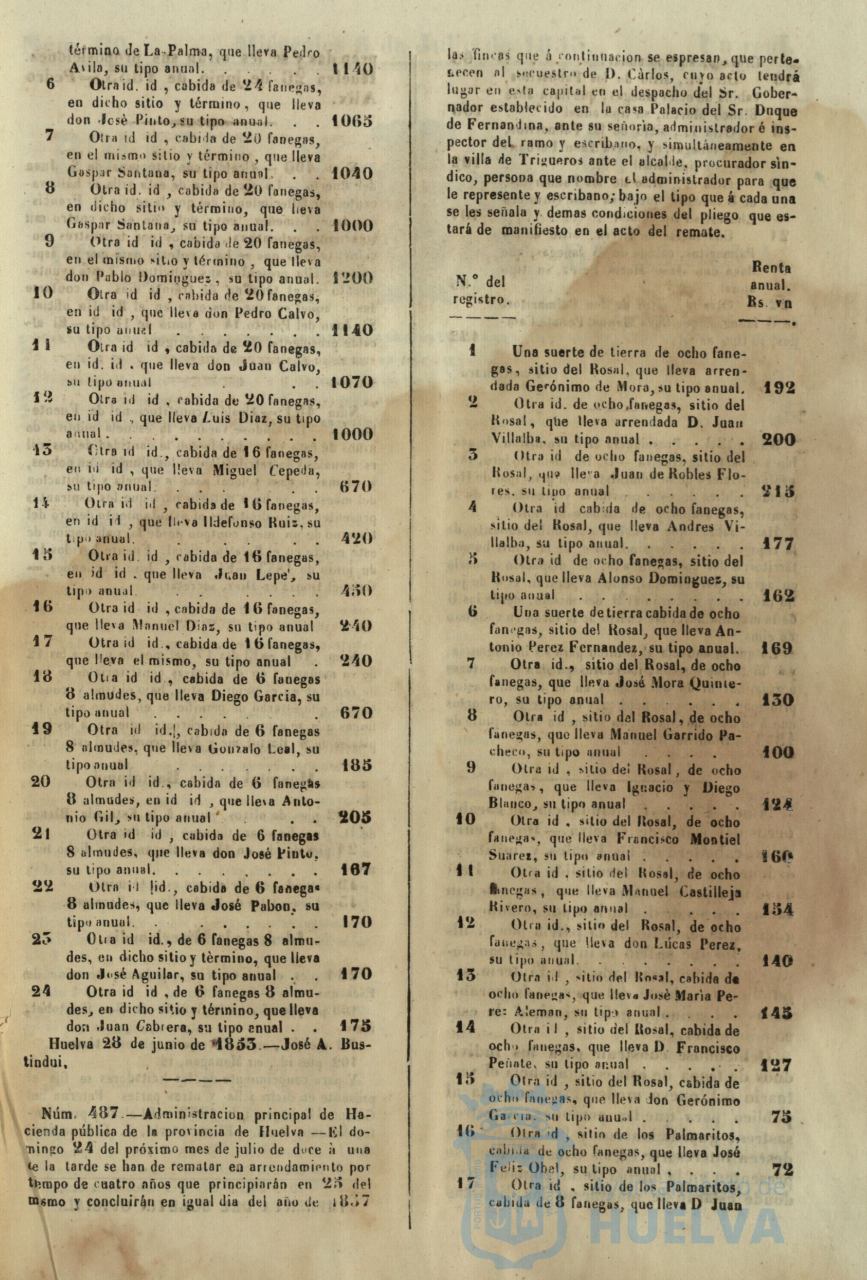 término de La-Palma, que lleva Pedro
Avila, su tipo anual. . . . . . 1140
6 Otra id. id , cabida de 24 fanegas,
en dicho sitio y término, que lleva
don José Pinto, su tipo anual. . . 1065
7 Otra id id , cabida de 20 fanegas,
en el mismo sitio y término , que lleva
Gaspar Santana, su tipo anual. . . 1040
8 Otra id. id , cabida de 20 fanegas,
en dicho sitio y término, que lleva
Gaspar Santana, su tipo anual. . . 1000
9 Otra id id , cabida de 20 fanegas,
en el mismo sitio y término , que lleva
don Pablo Dominguez, su tipo anual. 1200
10 Otra id id , cabida de 20 fanegas,
en id id , que lleva don Pedro Calvo,
su tipo anual . . . . . . . 1140
11 Otra id id , cabida de 20 fanegas,
en id. id . que lleva don Juan Calvo,
su tipo anual . . 1070
12 Otra id id , cabida de 20 fanegas,
en id id , que lleva Luis Diaz, su tipo
anual . . . . . . . . . 1000
13 Otra id id., cabida de 16 fanegas,
en id id , que lleva Miguel Cepeda,
su tipo anual. . . . . 670
14 Otra id id , cabida de 16 fanegas,
en id id , que lleva Ildefonso Ruiz, su
tipo anual. . . . . . 420
15 Otra id. id , cabida de 16 fanegas,
en id id . que lleva Juan Lepe, su
tipo anual . . . . 450
16 Otra id id , cabida de 16 fanegas,
que lleva Manuel Diaz, su tipo anual 240
17 Otra id id., cabida de 16 fanegas,
que lleva el mismo, su tipo anual . 240
18 Otra id id , cabida de 6 fanegas
8 almudes, que lleva Diego Garcia, su
tipo anual . . . . . . 670
19 Otra id id., cabida de 6 fanegas
8 almudes, que lleva Gonzalo Leal, su
tipo anual . . . . . . . 185
20 Otra id id., cabida de 6 fanegas
8 almudes, en id id , que lleva Anto-
nio Gil, su tipo anual . . . 205
21 Otra id id , cabida de 6 fanegas
8 almudes, que lleva don José Pinto,
su tipo anual. . . . . . . . 167
22 Otra id id., cabida de 6 fanegas
8 almudes, que lleva José Pabon, su
tipo anual. . . . . . . 170
23 Otra id id., de 6 fanegas 8 almu-
des, en dicho sitio y término, que lleva
don José Aguilar, su tipo anual . . 170
24 Otra id id , de 6 fanegas 8 almu-
des, en dicho sitio y término, que lleva
don Juan Cabrera, su tipo anual . . 175
Huelva 28 de junio de 1853.—José A. Bus-
tindui,
Núm. 487.—Administracion principal de Ha-
cienda pública de la provincia de Huelva —El do-
mingo 24 del próximo mes de julio de doce á una
de la tarde se han de rematar en arrendamiento por
tiempo de cuatro años que principiarán en 25 del
mismo y concluirán en igual dia del año de 1857
las fincas que á continuacion se espresan, que perte-
necen al secuestro de D. Cárlos, cuyo acto tendrá
lugar en esta capital en el despacho del Sr. Gober-
nador establecido en la casa Palacio del Sr. Duque
de Fernandina, ante su señoria, administrador é ins-
pector del ramo y escribano, y simultáneamente en
la villa de Trigueros ante el alcalde, procurador sin-
dico, persona que nombre el administrador para que
le represente y escribano; bajo el tipo que á cada una
se les señala y demas condiciones del pliego que es-
tará de manifiesto en el acto del remate.
N.º del registro.
Renta anual. Rs. vn
1 Una suerte de tierra de ocho fane-
gas, sitio del Rosal, que lleva arren-
dada Gerónimo de Mora, su tipo anual. 192
2 Otra id. de ocho fanegas, sitio del
Rosal, que lleva arrendada D. Juan
Villalba, su tipo anual . . . . . 200
3 Otra id de ocho fanegas, sitio del
Rosal, que lleva Juan de Robles Flo-
res, su tipo anual . . . . . . 215
4 Otra id cabida de ocho fanegas,
sitio del Rosal, que lleva Andres Vi-
llalba, su tipo anual. . . . . . 177
5 Otra id de ocho fanegas, sitio del
Rosal, que lleva Alonso Dominguez, su
tipo anual . . . . . . . . 162
6 Una suerte de tierra cabida de ocho
fanegas, sitio del Rosal, que lleva An-
tonio Perez Fernandez, su tipo anual. 169
7 Otra id., sitio del Rosal, de ocho
fanegas, que lleva José Mora Quinte-
ro, su tipo anual . . . . . . 130
8 Otra id , sitio del Rosal, de ocho
fanegas, que lleva Manuel Garrido Pa-
checo, su tipo anual . . . . 100
9 Otra id , sitio del Rosal , de ocho
fanegas, que lleva Ignacio y Diego
Blanco, su tipo anual . . . . . 124
10 Otra id . sitio del Rosal, de ocho
fanegas, que lleva Francisco Montiel
Suarez, su tipo anual . . . . . 160
11 Otra id . sitio del Rosal, de ocho
fanegas, que lleva Manuel Castilleja
Rivero, su tipo anual . . . . 154
12 Otra id., sitio del Rosal, de ocho
fanegas, que lleva don Lúcas Perez,
su tipo anual. . . . . . . 140
13 Otra id , sitio del Rosal, cabida de
ocho fanegas, que lleva José Maria Pe-
rez Aleman, su tipo anual . . . . 145
14 Otra id , sitio del Rosal, cabida de
ocho fanegas, que lleva D Francisco
Peñate, su tipo anual . . . . . 127
15 Otra id , sitio del Rosal, cabida de
ocho fanegas, que lleva don Gerónimo
Garcia, su tipo anual . . . . . 75
16 Otra id , sitio de los Palmaritos,
cabida de ocho fanegas, que lleva José
Feliz Obel, su tipo anual . . . . 72
17 Otra id . sitio de los Palmaritos,
cabida de 8 fanegas, que lleva D Juan
HUELVA